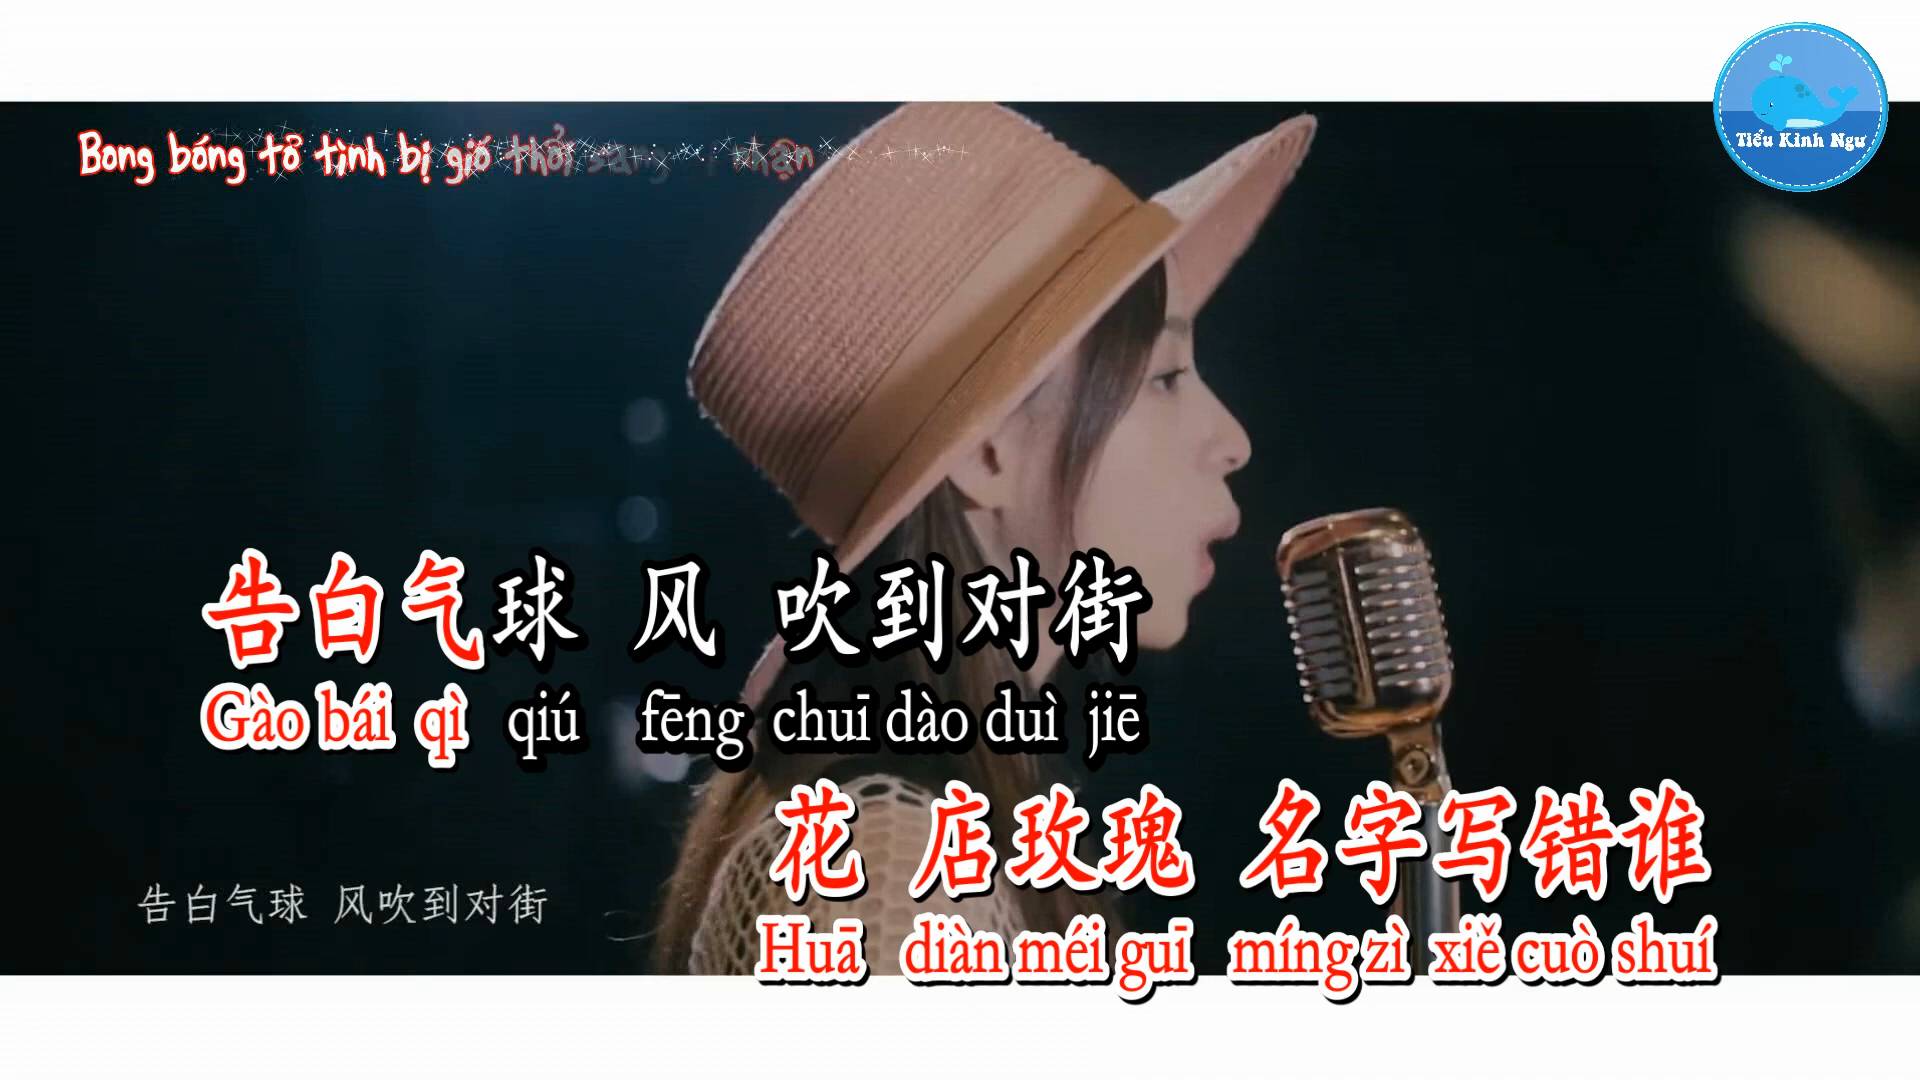 Tiểu Kình Ngư
Bong bóng tỏ tình bị gió thổi sang
告白气球 风 吹到对街
Gào bái qì qiú fēng chuī dào duì jiē
花 店玫瑰 名字写错谁
Huā diàn méi guī míng zì xiě cuò shuí
告白气球 风吹到对街